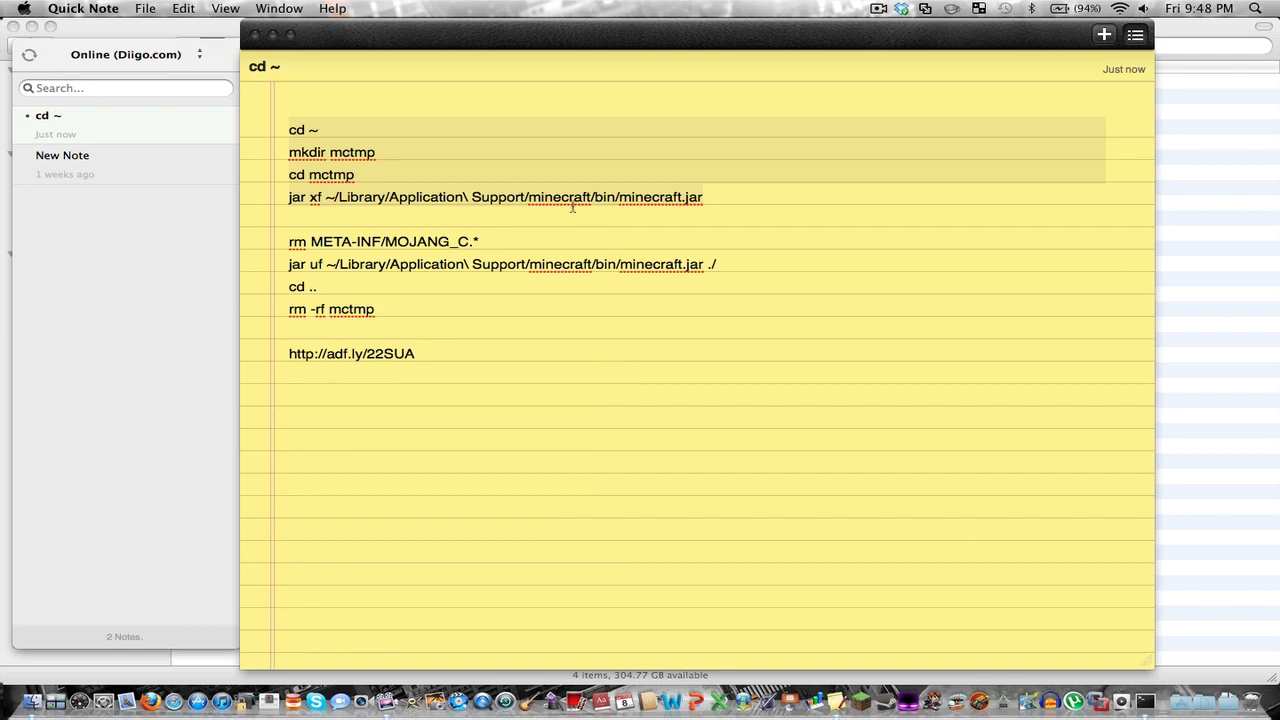 Quick Note File Edit View Window Help (94%) Fri 9:48 PM
Online (Diigo.com)
Search...
cd ~
Just now
New Note
1 weeks ago
2 Notes.
cd ~
Just now
cd ~
mkdir mctmp
cd mctmp
jar xf ~/Library/Application\ Support/minecraft/bin/minecraft.jar
rm META-INF/MOJANG_C.*
jar uf ~/Library/Application\ Support/minecraft/bin/minecraft.jar ./
cd ..
rm -rf mctmp
http://adf.ly/22SUA
4 items, 304.77 GB available